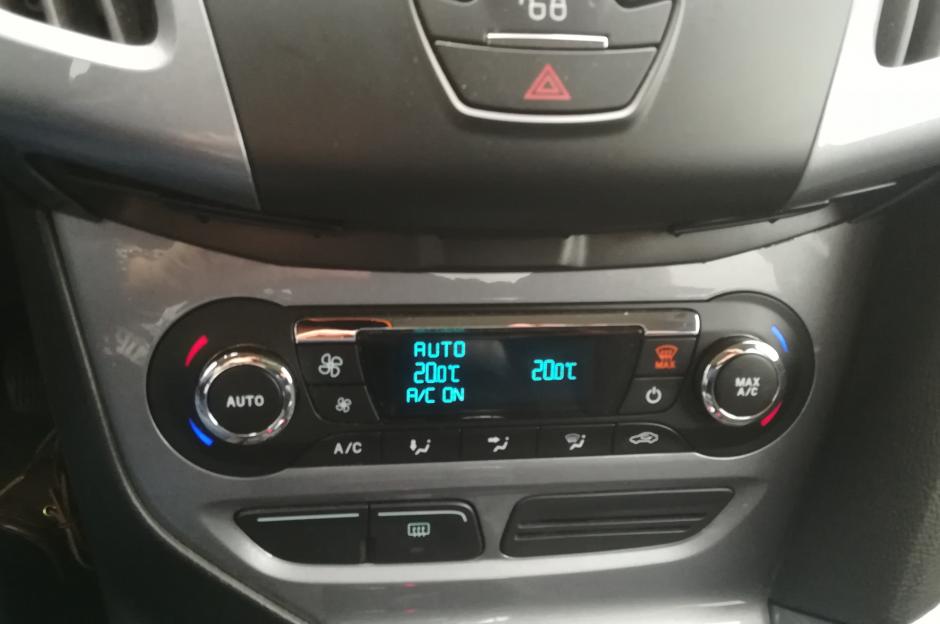 AUTO
20.0℃ 20.0℃
A/C ON
MAX
AUTO
MAX
A/C
A/C